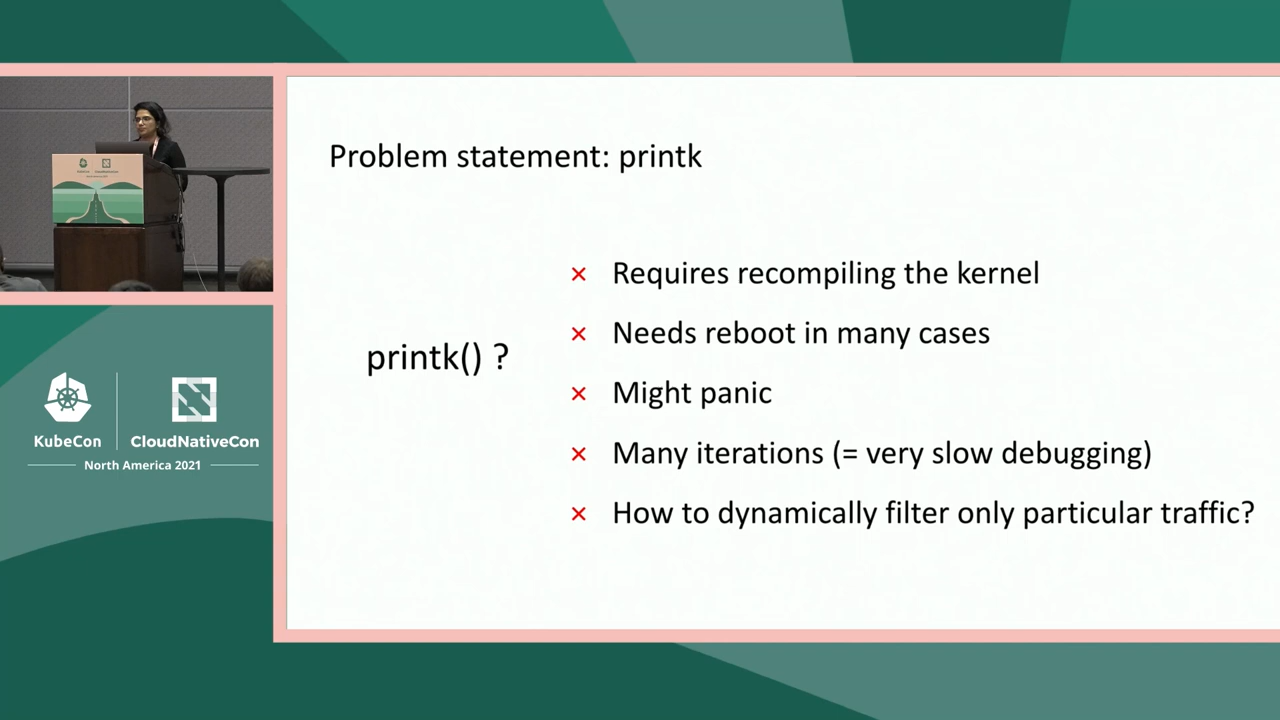 Problem statement: printk
printk() ?
× Requires recompiling the kernel
× Needs reboot in many cases
× Might panic
× Many iterations (= very slow debugging)
× How to dynamically filter only particular traffic?
KubeCon
CloudNativeCon
North America 2021